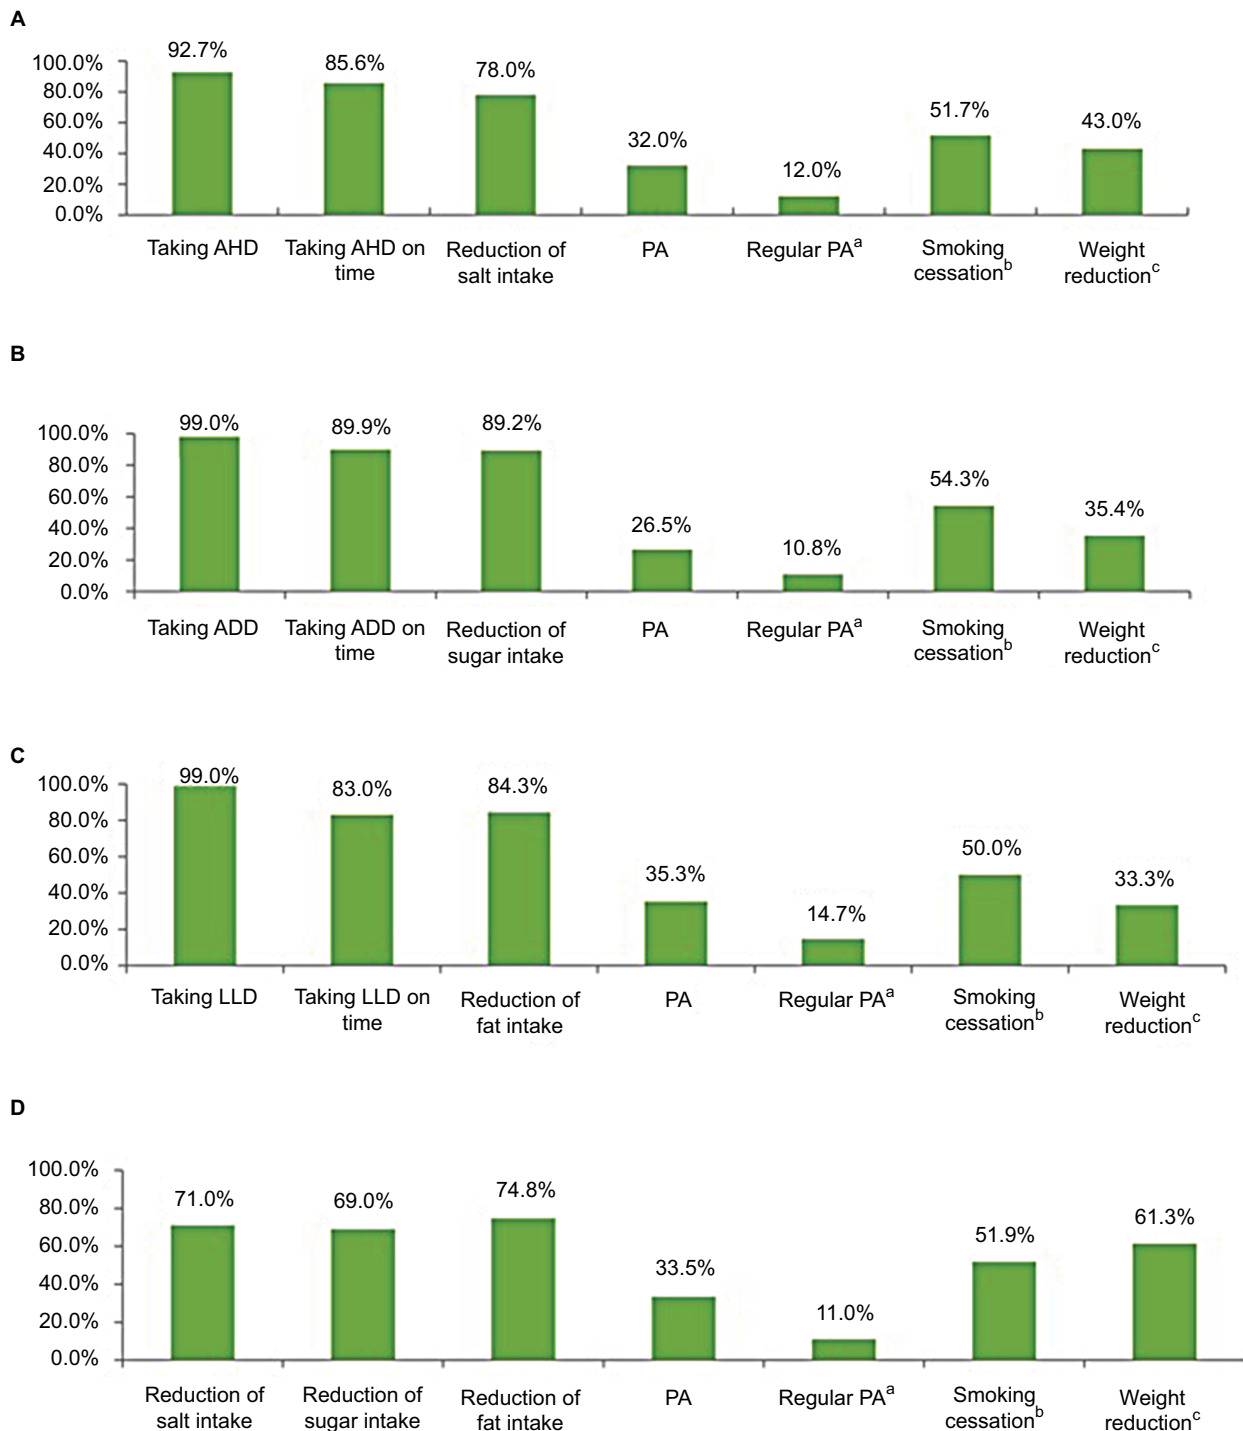 A
92.7%
85.6%
78.0%
32.0%
12.0%
51.7%
43.0%
100.0%
80.0%
60.0%
40.0%
20.0%
0.0%
Taking AHD
Taking AHD on
time
Reduction of
salt intake
PA
Regular PAa
Smoking
cessationb
Weight
reductionc
B
99.0%
89.9%
89.2%
26.5%
10.8%
54.3%
35.4%
100.0%
80.0%
60.0%
40.0%
20.0%
0.0%
Taking ADD
Taking ADD on
time
Reduction of
sugar intake
PA
Regular PAa
Smoking
cessationb
Weight
reductionc
C
99.0%
83.0%
84.3%
35.3%
14.7%
50.0%
33.3%
100.0%
80.0%
60.0%
40.0%
20.0%
0.0%
Taking LLD
Taking LLD on
time
Reduction of
fat intake
PA
Regular PAa
Smoking
cessationb
Weight
reductionc
D
71.0%
69.0%
74.8%
33.5%
11.0%
51.9%
61.3%
100.0%
80.0%
60.0%
40.0%
20.0%
0.0%
Reduction of
salt intake
Reduction of
sugar intake
Reduction of
fat intake
PA
Regular PAa
Smoking
cessationb
Weight
reductionc